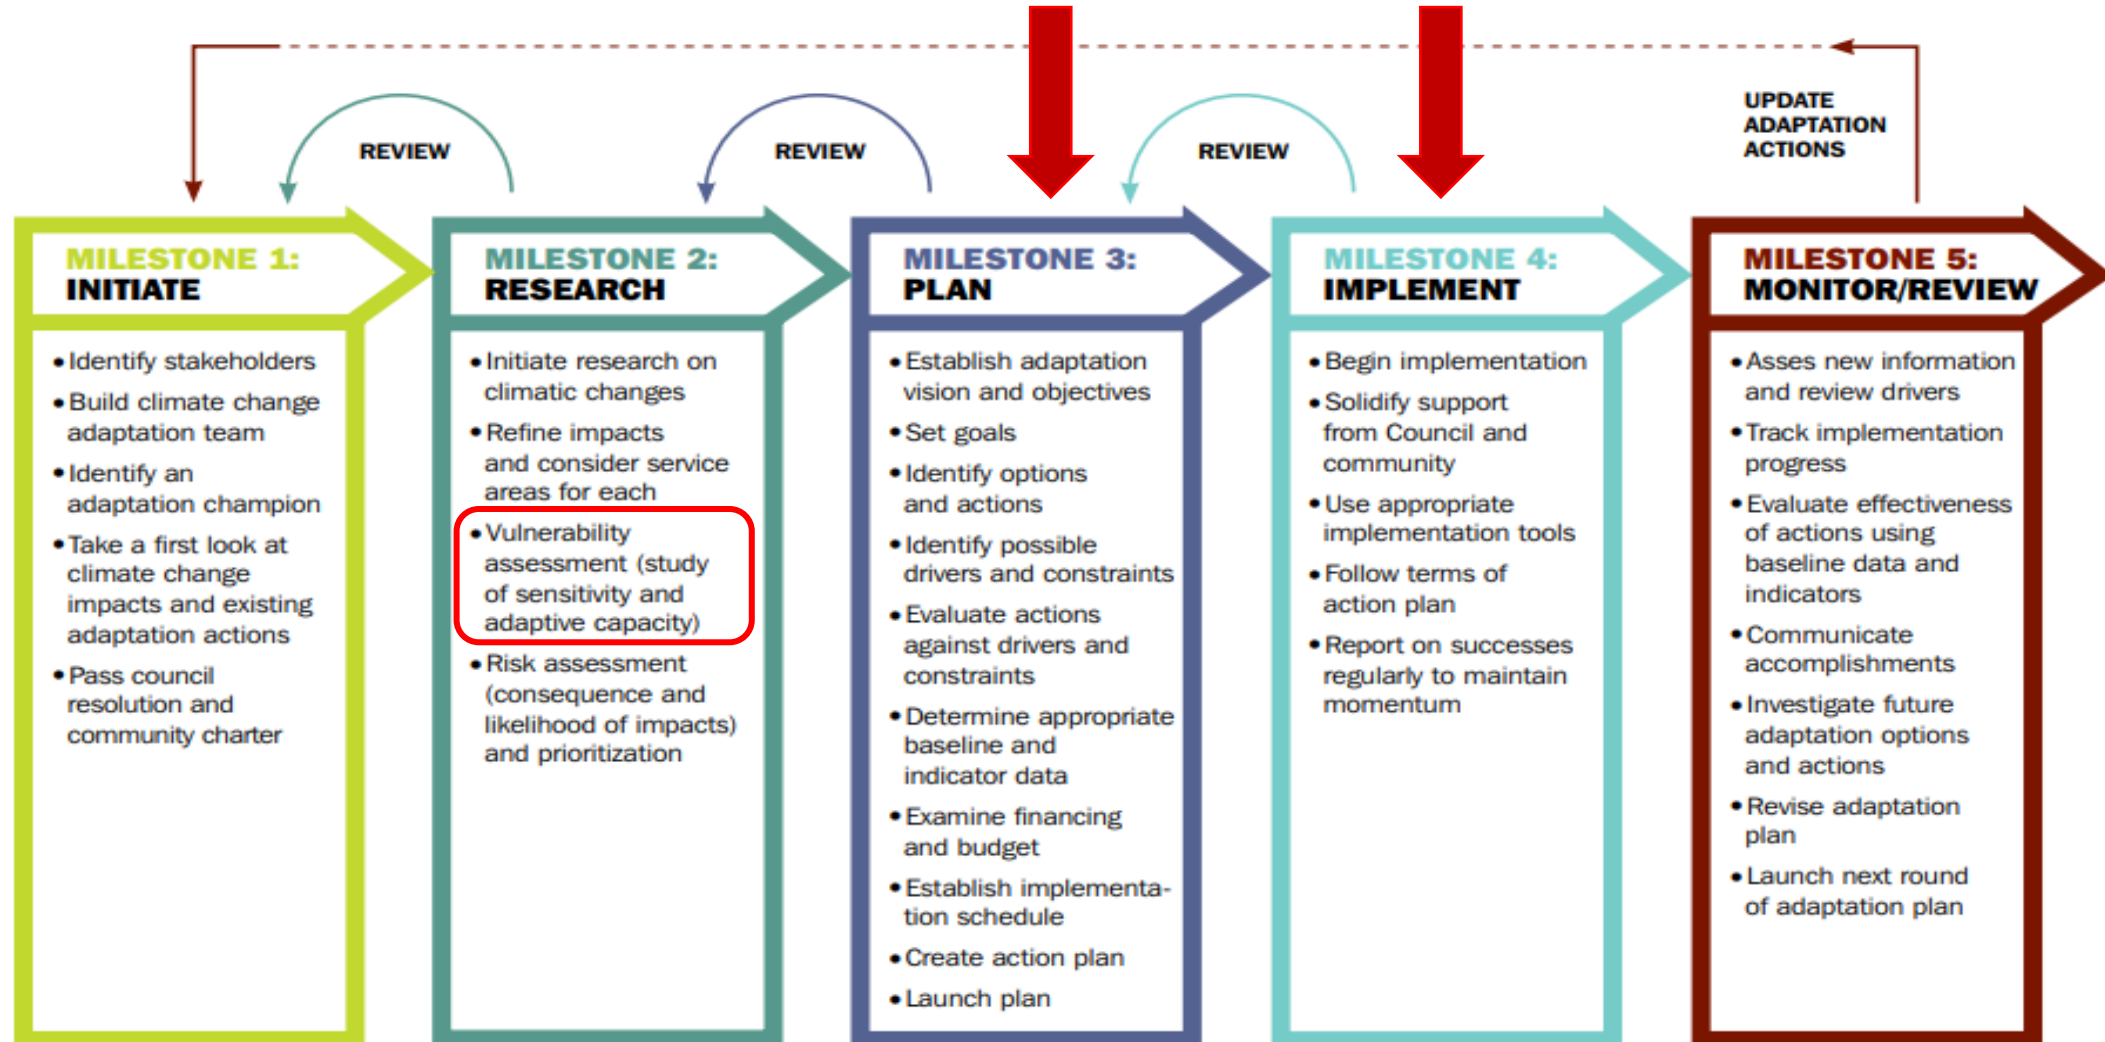 REVIEW
REVIEW
REVIEW
UPDATE
ADAPTATION
ACTIONS
MILESTONE 1:
INITIATE
• Identify stakeholders
• Build climate change
adaptation team
• Identify an
adaptation champion
• Take a first look at
climate change
impacts and existing
adaptation actions
• Pass council
resolution and
community charter
MILESTONE 2:
RESEARCH
• Initiate research on
climatic changes
• Refine impacts
and consider service
areas for each
• Vulnerability
assessment (study
of sensitivity and
adaptive capacity)
• Risk assessment
(consequence and
likelihood of impacts)
and prioritization
MILESTONE 3:
PLAN
• Establish adaptation
vision and objectives
• Set goals
• Identify options
and actions
• Identify possible
drivers and constraints
• Evaluate actions
against drivers and
constraints
• Determine appropriate
baseline and
indicator data
• Examine financing
and budget
• Establish implementa-
tion schedule
• Create action plan
• Launch plan
MILESTONE 4:
IMPLEMENT
• Begin implementation
• Solidify support
from Council and
community
• Use appropriate
implementation tools
• Follow terms of
action plan
• Report on successes
regularly to maintain
momentum
MILESTONE 5:
MONITOR/REVIEW
• Asses new information
and review drivers
• Track implementation
progress
• Evaluate effectiveness
of actions using
baseline data and
indicators
• Communicate
accomplishments
• Investigate future
adaptation options
and actions
• Revise adaptation
plan
• Launch next round
of adaptation plan